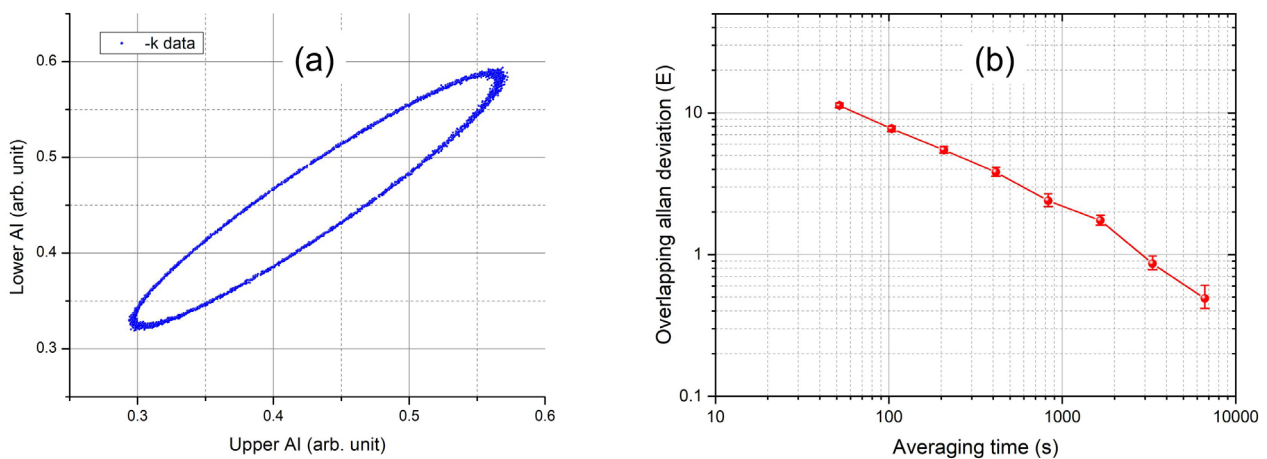 -k data
(a)
0.6
0.5
0.4
0.3
Lower AI (arb. unit)
0.3 0.4 0.5 0.6
Upper AI (arb. unit)
(b)
10
1
0.1
Overlapping allan deviation (E)
10 100 1000 10000
Averaging time (s)